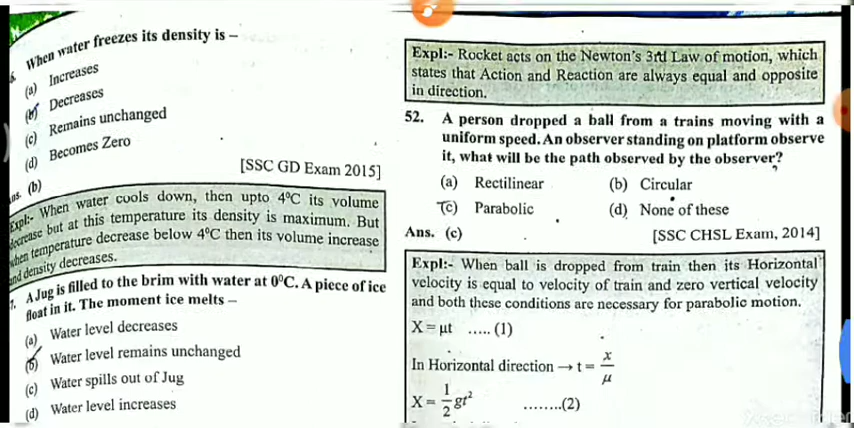 When water freezes its density is –
(a) Increases
(b) Decreases
(c) Remains unchanged
(d) Becomes Zero
[SSC GD Exam 2015]
Ans. (b)
Expl:- When water cools down, then upto 4°C its volume
decrease but at this temperature its density is maximum. But
when temperature decrease below 4°C then its volume increase
and density decreases.
A Jug is filled to the brim with water at 0°C. A piece of ice
float in it. The moment ice melts –
(a) Water level decreases
(b) Water level remains unchanged
(c) Water spills out of Jug
(d) Water level increases
Expl:- Rocket acts on the Newton's 3rd Law of motion, which
states that Action and Reaction are always equal and opposite
in direction.
52. A person dropped a ball from a trains moving with a
uniform speed. An observer standing on platform observe
it, what will be the path observed by the observer?
(a) Rectilinear (b) Circular
(c) Parabolic (d) None of these
Ans. (c) [SSC CHSL Exam, 2014]
Expl:- When ball is dropped from train then its Horizontal
velocity is equal to velocity of train and zero vertical velocity
and both these conditions are necessary for parabolic motion.
X = μt ..... (1)
In Horizontal direction → t = x/μ
X = 1/2 gt² ........(2)